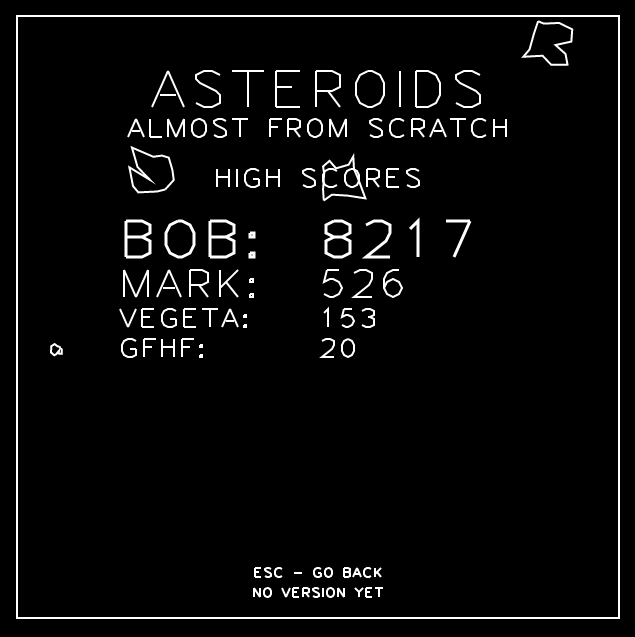 ASTEROIDS
ALMOST FROM SCRATCH
HIGH SCORES
BOB: 8217
MARK: 526
VEGETA: 153
GFHF: 20
ESC - GO BACK
NO VERSION YET